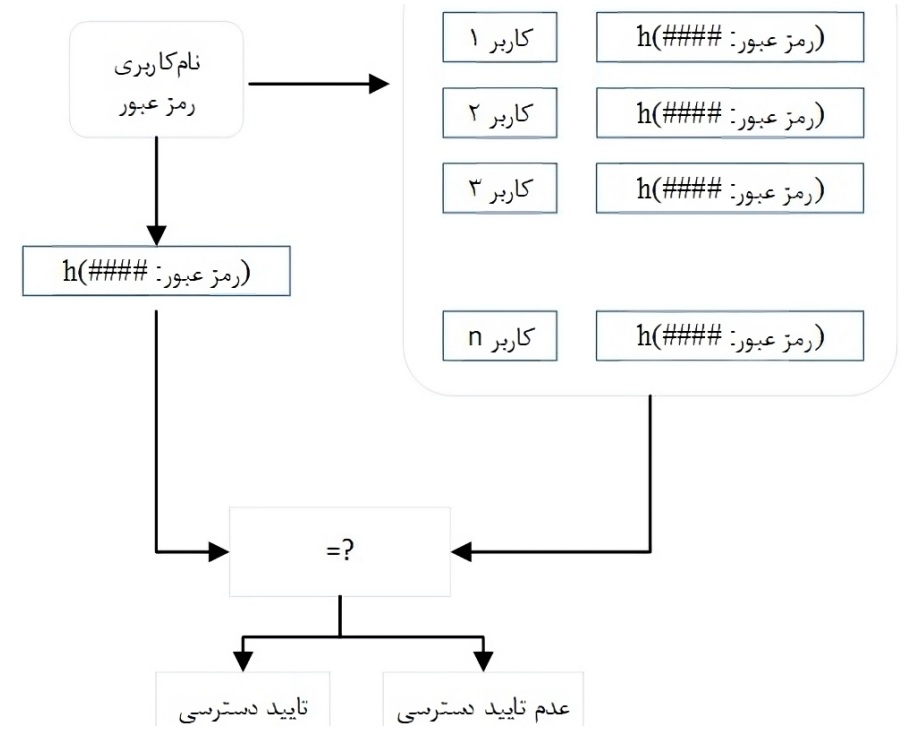 نام‌کاربری
رمز عبور
کاربر ۱
h(رمز عبور: ####)
کاربر ۲
h(رمز عبور: ####)
کاربر ۳
h(رمز عبور: ####)
h(رمز عبور: ####)
کاربر n
h(رمز عبور: ####)
=?
تایید دسترسی
عدم تایید دسترسی